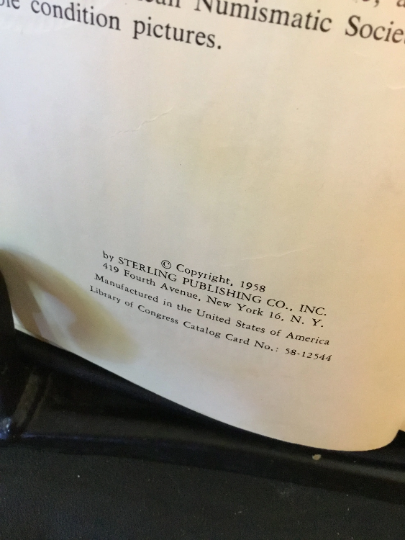 Numismatic Socie
condition pictures.
© Copyright, 1958
by STERLING PUBLISHING CO., INC.
419 Fourth Avenue, New York 16, N. Y.
Manufactured in the United States of America
Library of Congress Catalog Card No.: 58-12544